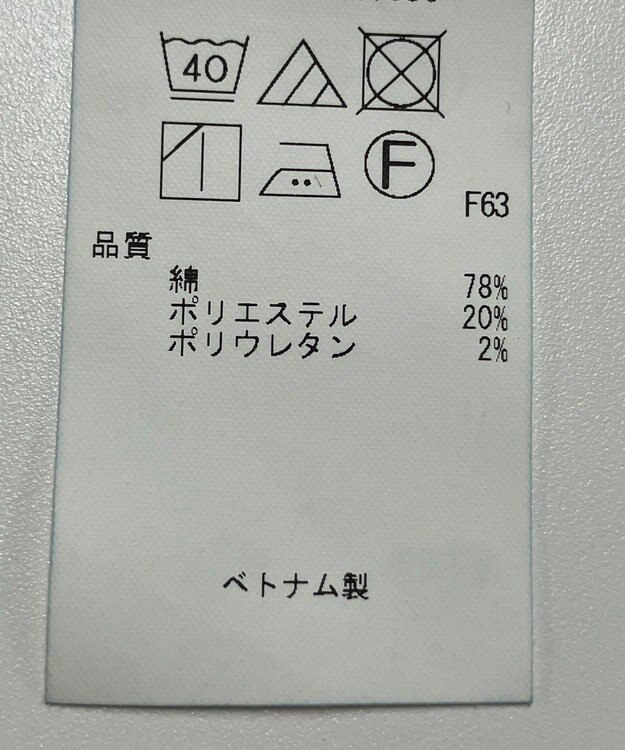 40
F
F63
品質
綿 78%
ポリエステル 20%
ポリウレタン 2%
ベトナム製